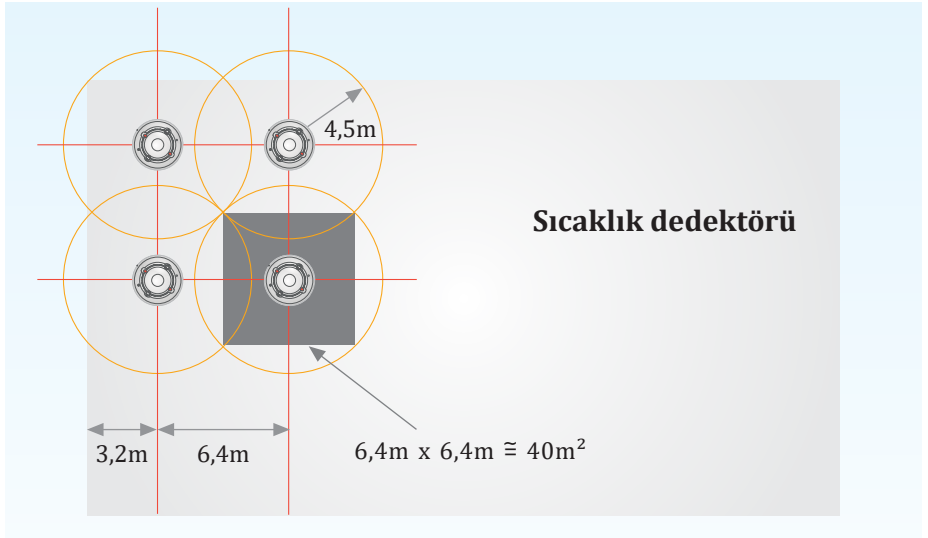 4,5m
Sıcaklık dedektörü
3,2m
6,4m
6,4m x 6,4m ≅ 40m²